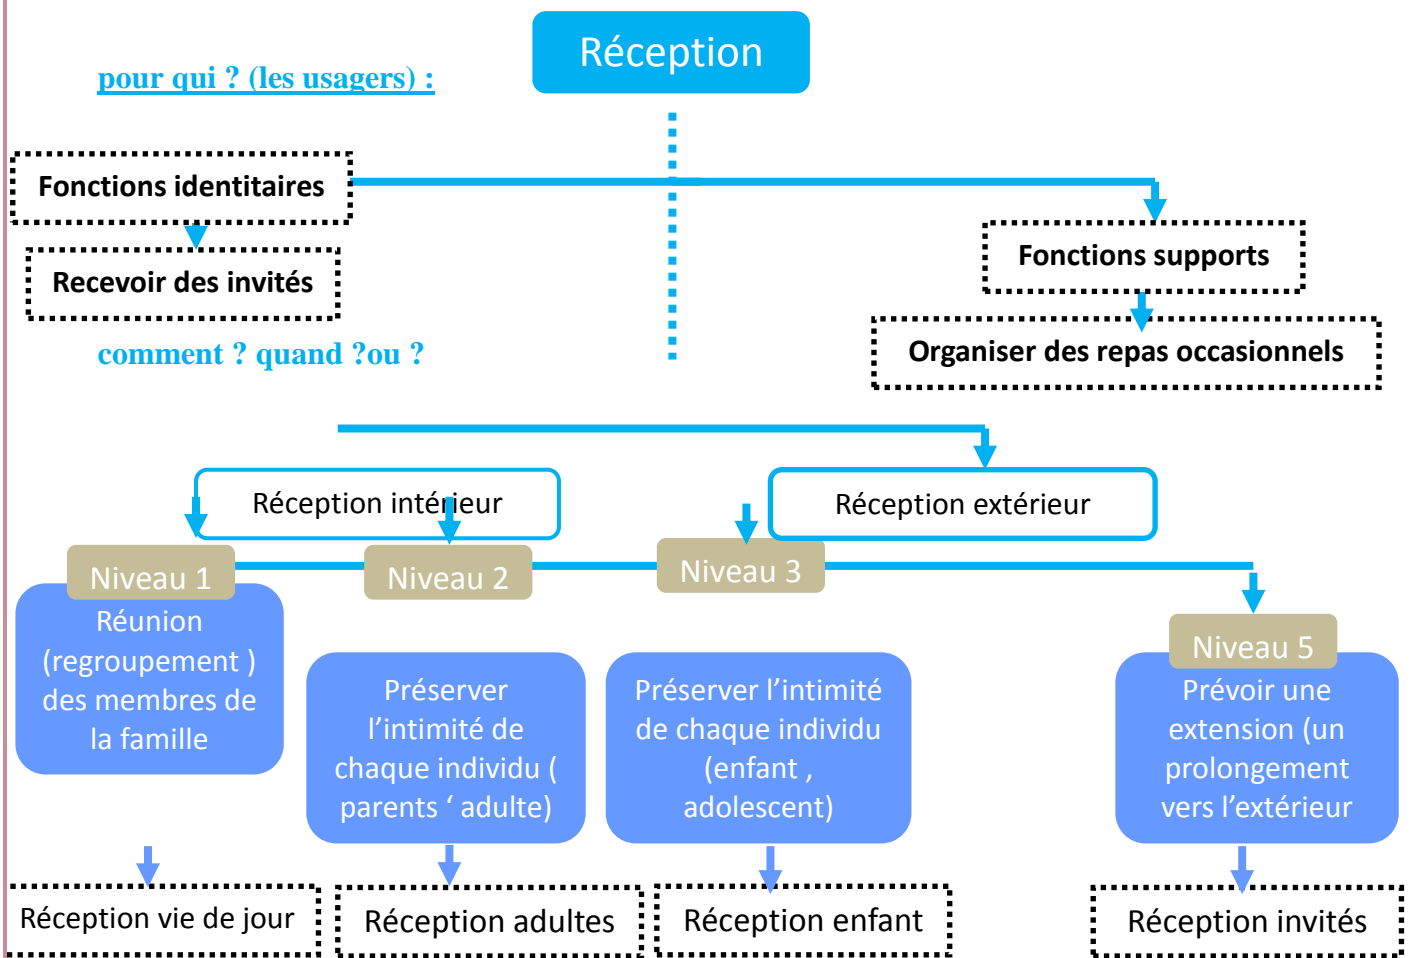 Réception
pour qui ? (les usagers) :
Fonctions identitaires
Fonctions supports
Recevoir des invités
Organiser des repas occasionnels
comment ? quand ?ou ?
Réception intérieur
Réception extérieur
Niveau 1
Niveau 2
Niveau 3
Niveau 5
Réunion
(regroupement )
des membres de
la famille
Préserver
l’intimité de
chaque individu (
parents ‘ adulte)
Préserver l’intimité
de chaque individu
(enfant ,
adolescent)
Prévoir une
extension (un
prolongement
vers l’extérieur
Réception vie de jour
Réception adultes
Réception enfant
Réception invités